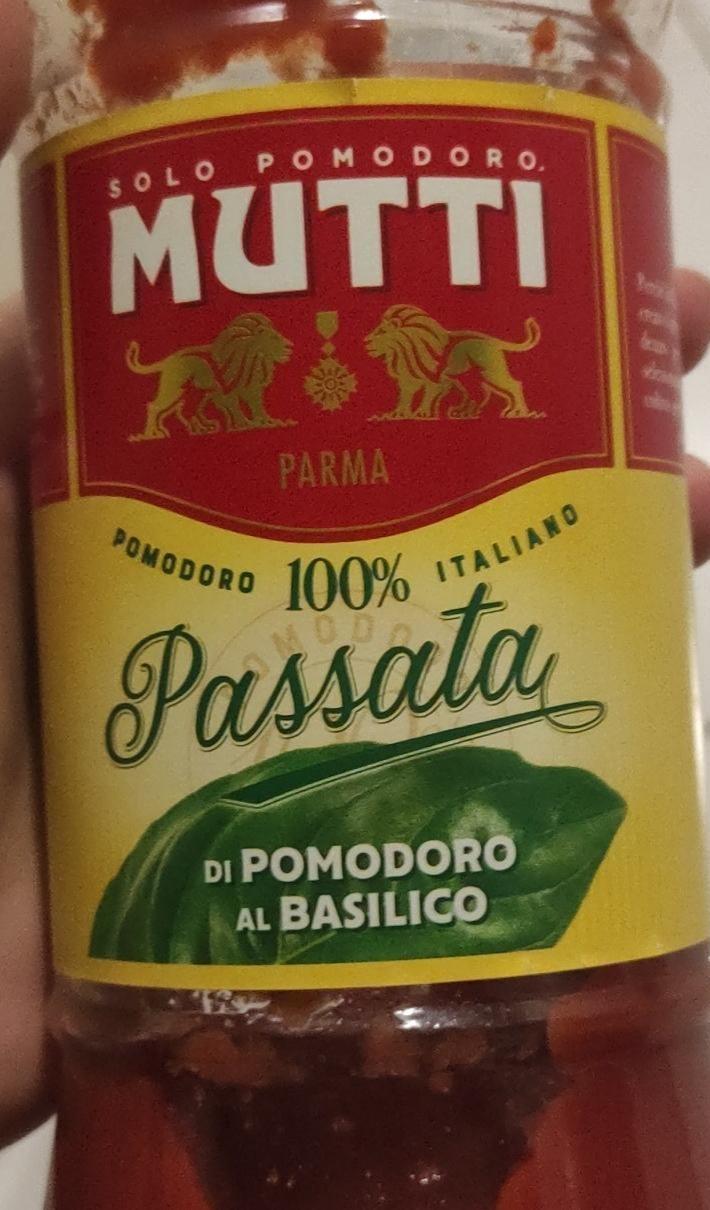 SOLO POMODORO.
MUTTI
PARMA
POMODORO 100% ITALIANO
Passata
DI POMODORO
AL BASILICO